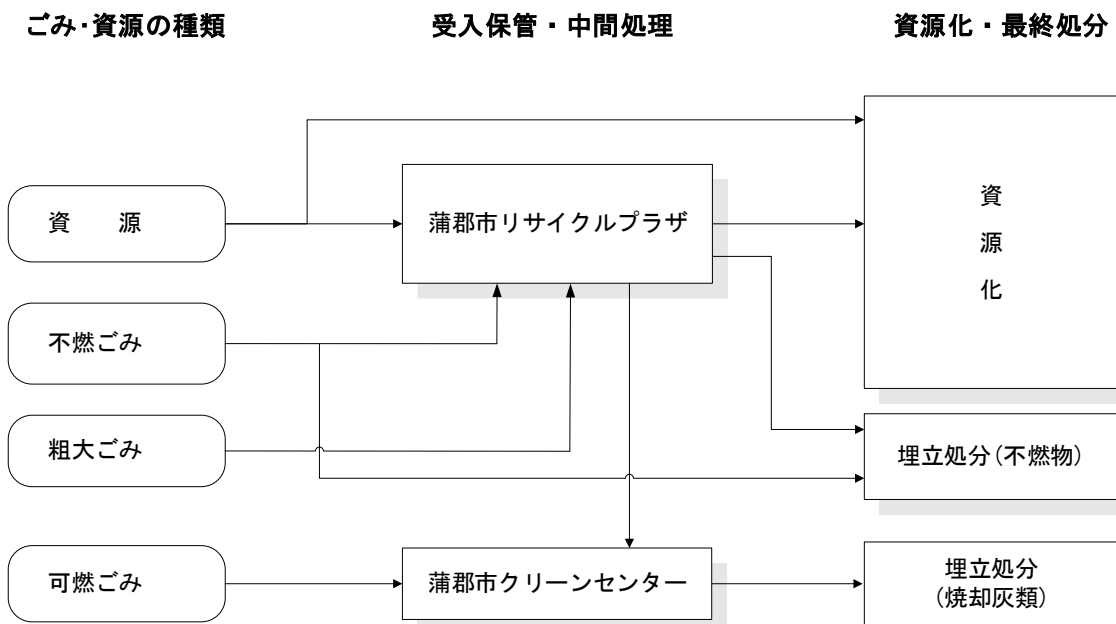 ごみ･資源の種類
受入保管・中間処理
資源化・最終処分
資　　源
蒲郡市リサイクルプラザ
資
源
化
不燃ごみ
粗大ごみ
埋立処分(不燃物)
可燃ごみ
蒲郡市クリーンセンター
埋立処分
(焼却灰類)